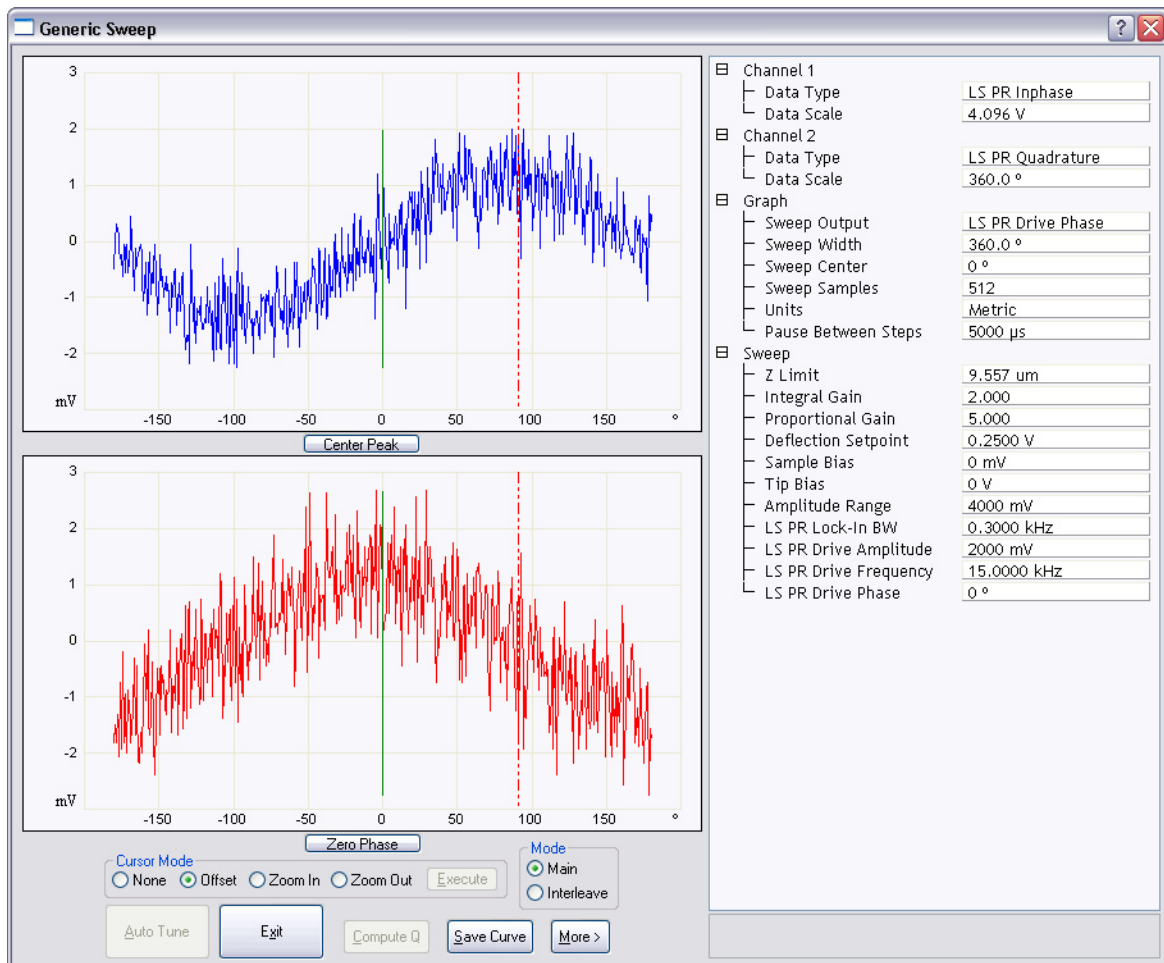 Generic Sweep
3
2
1
0
-1
-2
mV
-150 -100 -50 0 50 100 150 º
Center Peak
3
2
1
0
-1
-2
mV
-150 -100 -50 0 50 100 150 º
Zero Phase
Cursor Mode
None Offset Zoom In Zoom Out Execute
Mode
Main
Interleave
Auto Tune Exit Compute Q Save Curve More >
Channel 1
Data Type LS PR Inphase
Data Scale 4.096 V
Channel 2
Data Type LS PR Quadrature
Data Scale 360.0 º
Graph
Sweep Output LS PR Drive Phase
Sweep Width 360.0 º
Sweep Center 0 º
Sweep Samples 512
Units Metric
Pause Between Steps 5000 µs
Sweep
Z Limit 9.557 um
Integral Gain 2.000
Proportional Gain 5.000
Deflection Setpoint 0.2500 V
Sample Bias 0 mV
Tip Bias 0 V
Amplitude Range 4000 mV
LS PR Lock-In BW 0.3000 kHz
LS PR Drive Amplitude 2000 mV
LS PR Drive Frequency 15.0000 kHz
LS PR Drive Phase 0 º